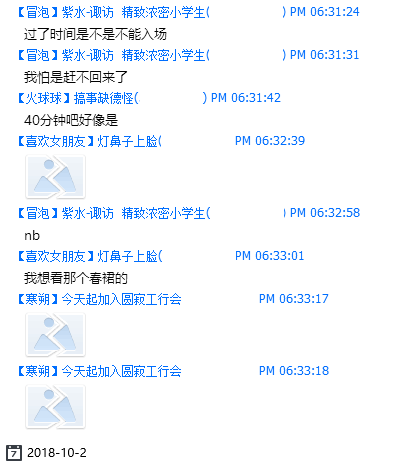 【冒泡】紫水-诹访 精致浓密小学生( ) PM 06:31:24
过了时间是不是不能入场
【冒泡】紫水-诹访 精致浓密小学生( ) PM 06:31:31
我怕是赶不回来了
【火球球】搞事缺德怪( ) PM 06:31:42
40分钟吧好像是
【喜欢女朋友】灯鼻子上脸( PM 06:32:39
【冒泡】紫水-诹访 精致浓密小学生( ) PM 06:32:58
nb
【喜欢女朋友】灯鼻子上脸( PM 06:33:01
我想看那个春裙的
【寒朔】今天起加入圆寂工行会 PM 06:33:17
【寒朔】今天起加入圆寂工行会 PM 06:33:18
7 2018-10-2